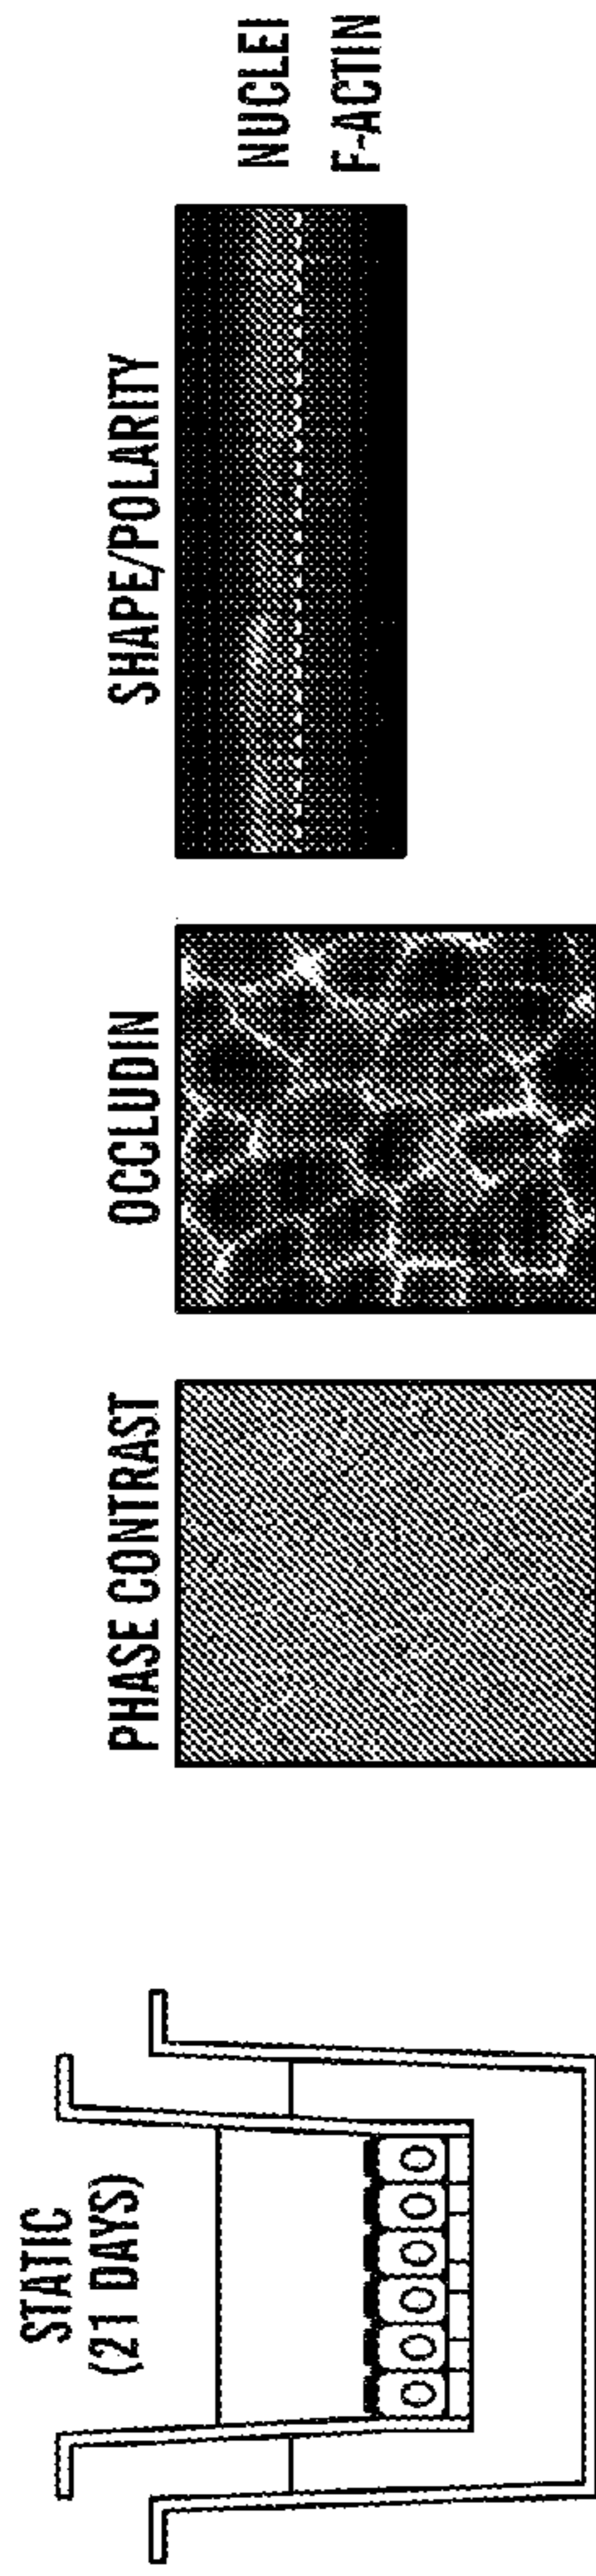 STATIC
(21 DAYS)
PHASE CONTRAST
OCCLUDIN
SHAPE/POLARITY
NUCLEI
F-ACTIN